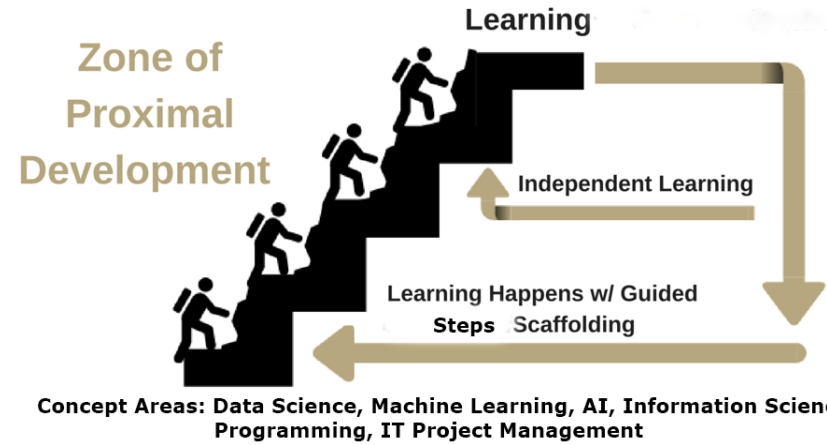 Learning
Zone of
Proximal
Development
Independent Learning
Learning Happens w/ Guided
Steps Scaffolding
Concept Areas: Data Science, Machine Learning, AI, Information Scien
Programming, IT Project Management